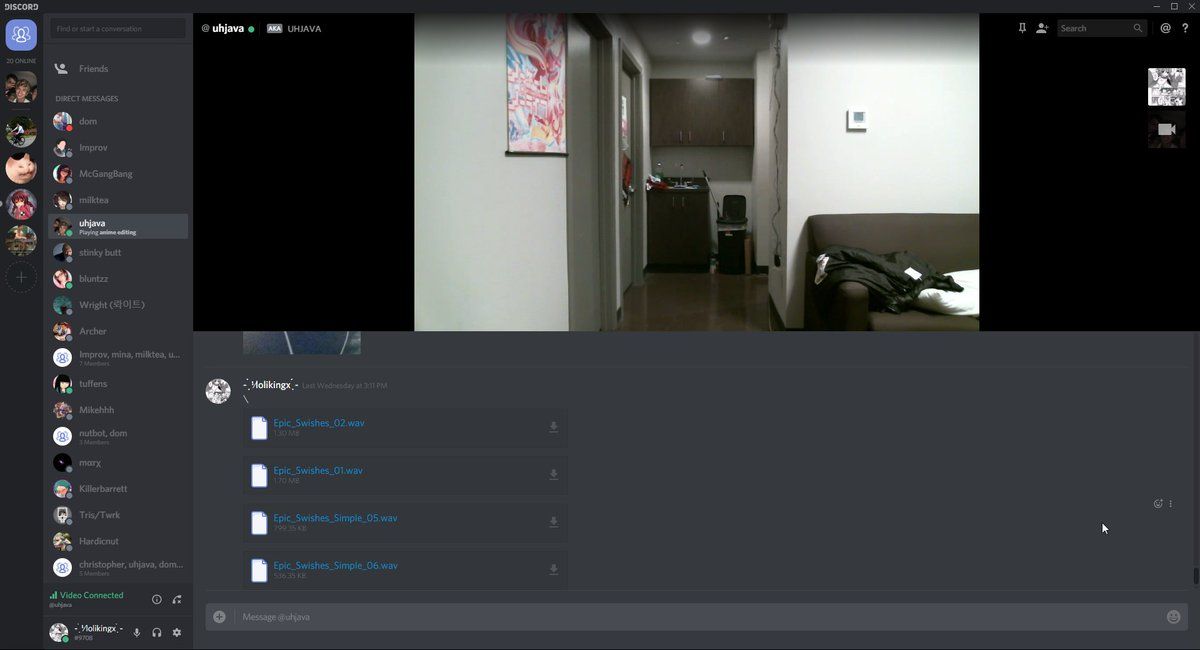 DISCORD
20 ONLINE
Find or start a conversation
Friends
DIRECT MESSAGES
dom
Improv
McGangBang
milktea
uhjava
Playing anime editing
stinky butt
bluntzz
Wright (롸이트)
Archer
Improv, mina, milktea, u...
7 Members
tuffens
Mikehhh
nutbot, dom
3 Members
mαrχ
Killerbarrett
Tris/Twrk
Hardicnut
christopher, uhjava, dom...
5 Members
Video Connected
@uhjava
#9708
@ uhjava
AKA UHJAVA
Search
Last Wednesday at 3:11 PM
\
Epic_Swishes_02.wav
1.30 MB
Epic_Swishes_01.wav
1.70 MB
Epic_Swishes_Simple_05.wav
799.35 KB
Epic_Swishes_Simple_06.wav
536.35 KB
Message @uhjava